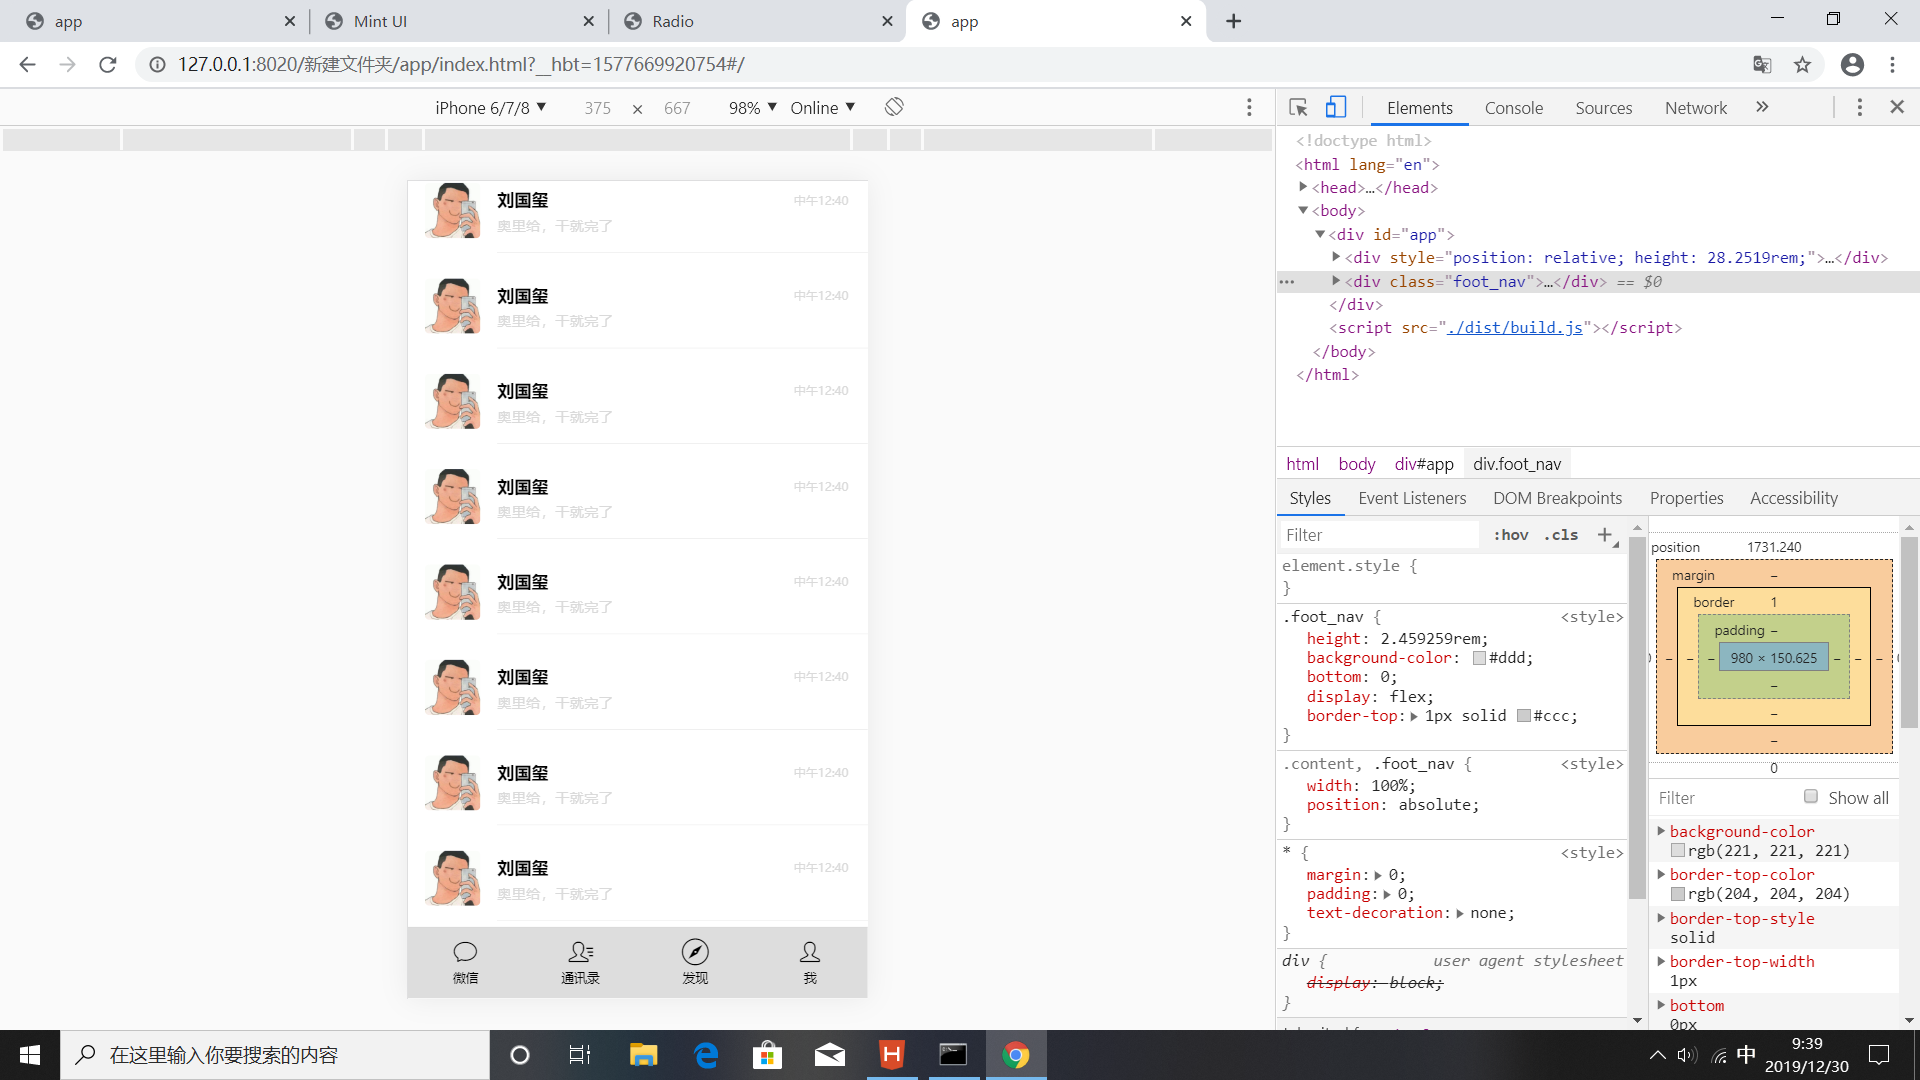 app
Mint UI
Radio
app
127.0.0.1:8020/新建文件夹/app/index.html?__hbt=1577669920754#/
iPhone 6/7/8 ▼ 375 × 667 98% ▼ Online ▼
Elements Console Sources Network »
<!doctype html>
<html lang="en">
<head>…</head>
<body>
<div id="app">
<div style="position: relative; height: 28.2519rem;">…</div>
<div class="foot_nav">…</div> == $0
</div>
<script src="./dist/build.js"></script>
</body>
</html>
html body div#app div.foot_nav
Styles Event Listeners DOM Breakpoints Properties Accessibility
Filter :hov .cls +
element.style {
}
.foot_nav { <style>
height: 2.459259rem;
background-color: #ddd;
bottom: 0;
display: flex;
border-top: 1px solid #ccc;
}
.content, .foot_nav { <style>
width: 100%;
position: absolute;
}
* { <style>
margin: 0;
padding: 0;
text-decoration: none;
}
div { user agent stylesheet
display: block;
}
position 1731.240
margin –
border 1
padding –
980 × 150.625
0
Filter Show all
background-color
rgb(221, 221, 221)
border-top-color
rgb(204, 204, 204)
border-top-style
solid
border-top-width
1px
bottom
0px
刘国玺 中午12:40
奥里给，干就完了
刘国玺 中午12:40
奥里给，干就完了
刘国玺 中午12:40
奥里给，干就完了
刘国玺 中午12:40
奥里给，干就完了
刘国玺 中午12:40
奥里给，干就完了
刘国玺 中午12:40
奥里给，干就完了
刘国玺 中午12:40
奥里给，干就完了
刘国玺 中午12:40
奥里给，干就完了
微信 通讯录 发现 我
在这里输入你要搜索的内容
中
9:39
2019/12/30